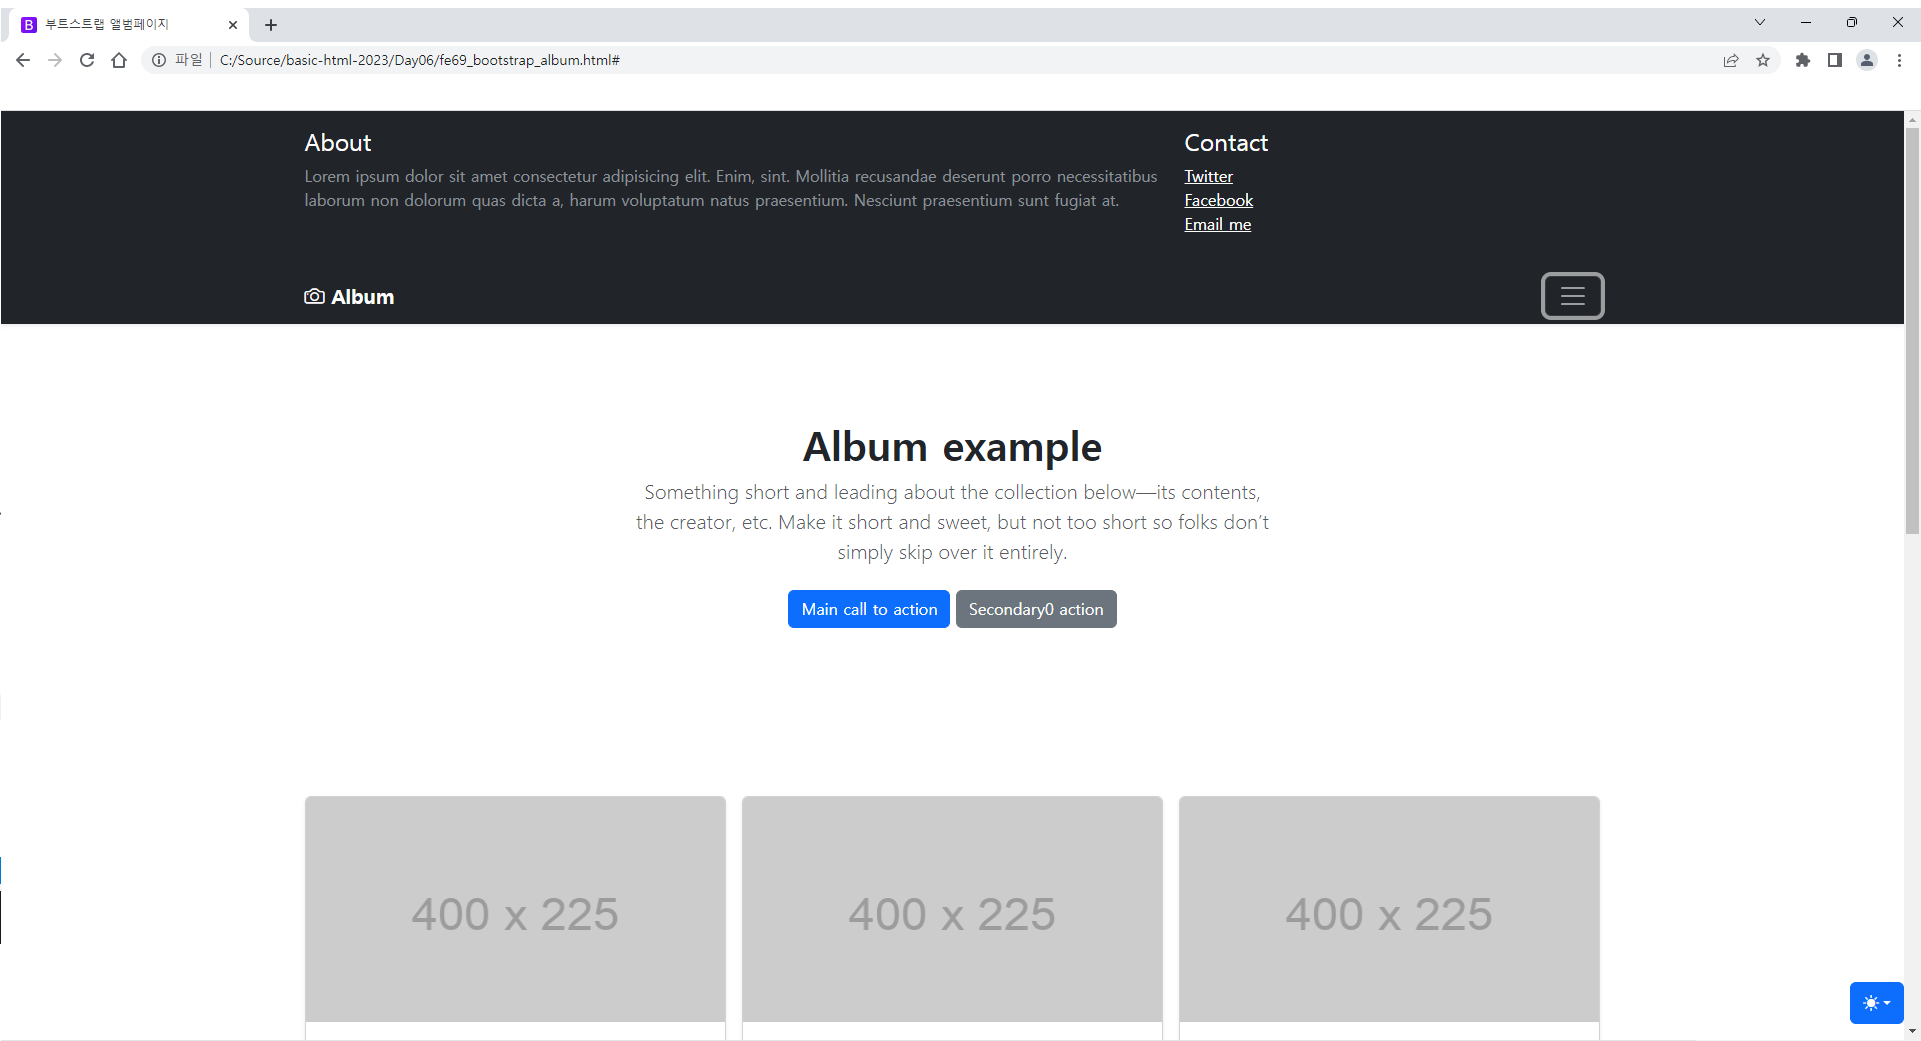 부트스트랩 앨범페이지
파일 C:/Source/basic-html-2023/Day06/fe69_bootstrap_album.html#
About
Lorem ipsum dolor sit amet consectetur adipisicing elit. Enim, sint. Mollitia recusandae deserunt porro necessitatibus
laborum non dolorum quas dicta a, harum voluptatum natus praesentium. Nesciunt praesentium sunt fugiat at.
Contact
Twitter
Facebook
Email me
Album
Album example
Something short and leading about the collection below—its contents,
the creator, etc. Make it short and sweet, but not too short so folks don’t
simply skip over it entirely.
Main call to action
Secondary0 action
400 x 225
400 x 225
400 x 225